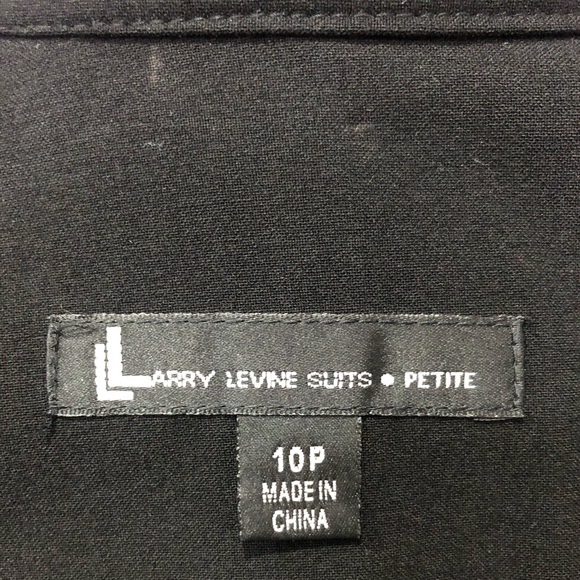 LARRY LEVINE SUITS • PETITE
10P
MADE IN
CHINA